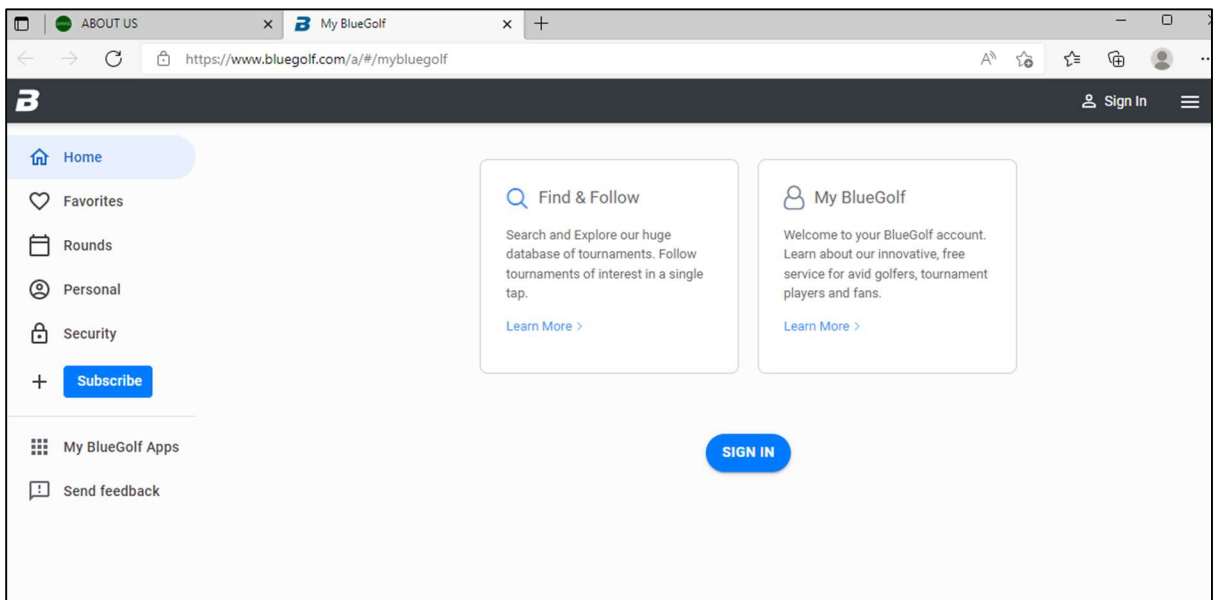 ABOUT US
My BlueGolf
https://www.bluegolf.com/a/#/mybluegolf
Sign In
Home
Favorites
Rounds
Personal
Security
Subscribe
My BlueGolf Apps
Send feedback
Find & Follow
Search and Explore our huge
database of tournaments. Follow
tournaments of interest in a single
tap.
Learn More >
My BlueGolf
Welcome to your BlueGolf account.
Learn about our innovative, free
service for avid golfers, tournament
players and fans.
Learn More >
SIGN IN